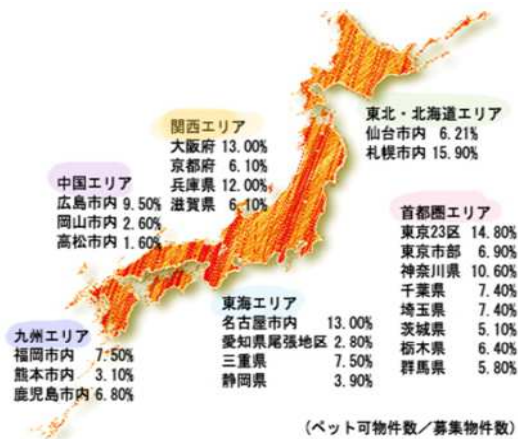 東北・北海道エリア
仙台市内 6.21%
札幌市内 15.90%
関西エリア
大阪府 13.00%
京都府 6.10%
兵庫県 12.00%
滋賀県 6.10%
中国エリア
広島市内 9.50%
岡山市内 2.60%
高松市内 1.60%
首都圏エリア
東京23区 14.80%
東京市部 6.90%
神奈川県 10.60%
千葉県 7.40%
埼玉県 7.40%
茨城県 5.10%
栃木県 6.40%
群馬県 5.80%
東海エリア
名古屋市内 13.00%
愛知県尾張地区 2.80%
三重県 7.50%
静岡県 3.90%
九州エリア
福岡市内 7.50%
熊本市内 3.10%
鹿児島市内 6.80%
(ペット可物件数/募集物件数)